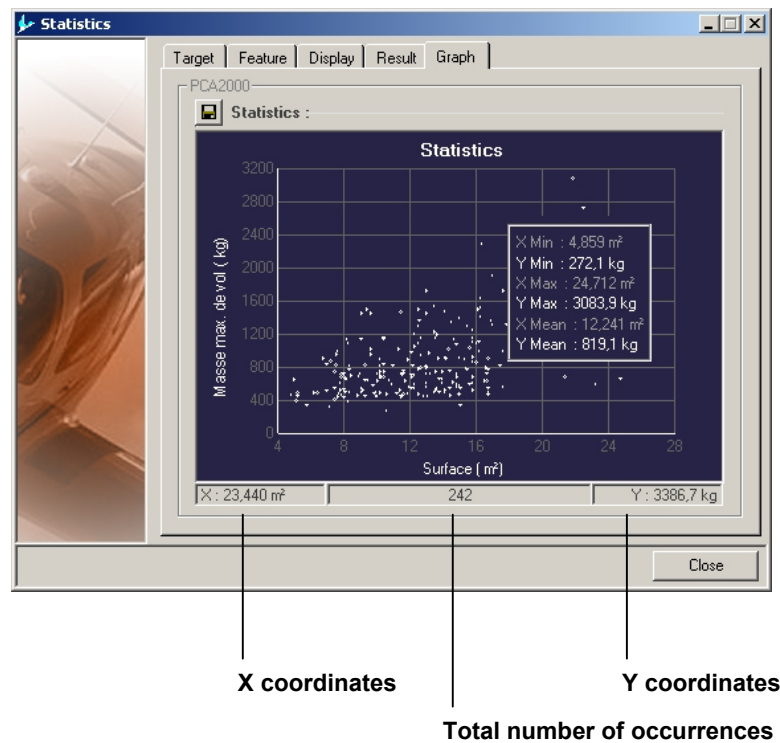 Statistics
Target Feature Display Result Graph
PCA2000
Statistics :
Statistics
3200
2800
2400
2000
1600
1200
800
400
0
Masse max. de vol ( kg)
X Min : 4,859 m²
Y Min : 272,1 kg
X Max : 24,712 m²
Y Max : 3083,9 kg
X Mean : 12,241 m²
Y Mean : 819,1 kg
4 8 12 16 20 24 28
Surface ( m²)
X : 23,440 m² 242 Y : 3386,7 kg
Close
X coordinates Y coordinates
Total number of occurrences